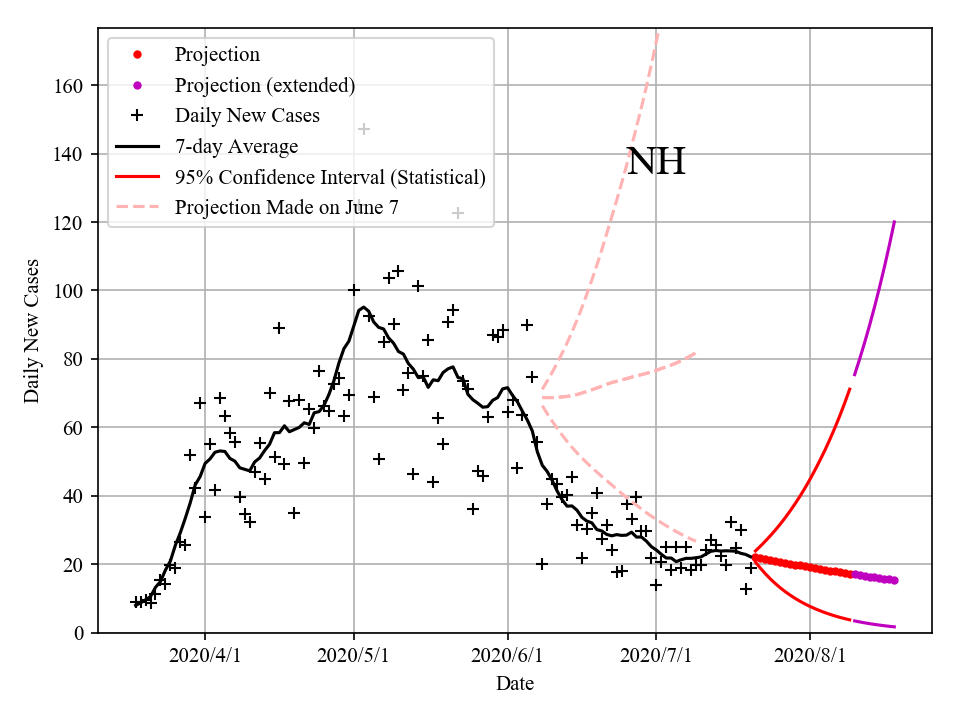 Projection
Projection (extended)
Daily New Cases
7-day Average
95% Confidence Interval (Statistical)
Projection Made on June 7
NH
160
140
120
100
80
60
40
20
0
Daily New Cases
2020/4/1 2020/5/1 2020/6/1 2020/7/1 2020/8/1
Date